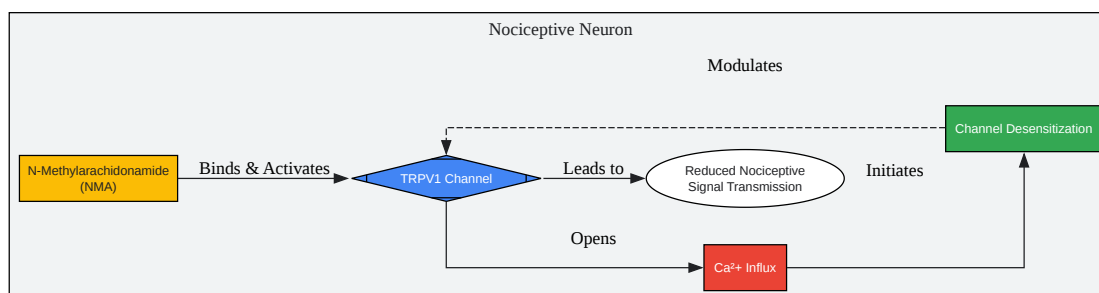 Nociceptive Neuron
Modulates
Channel Desensitization
N-Methylarachidonamide
(NMA)
Binds & Activates
TRPV1 Channel
Leads to
Reduced Nociceptive
Signal Transmission
Initiates
Opens
Ca²+ Influx